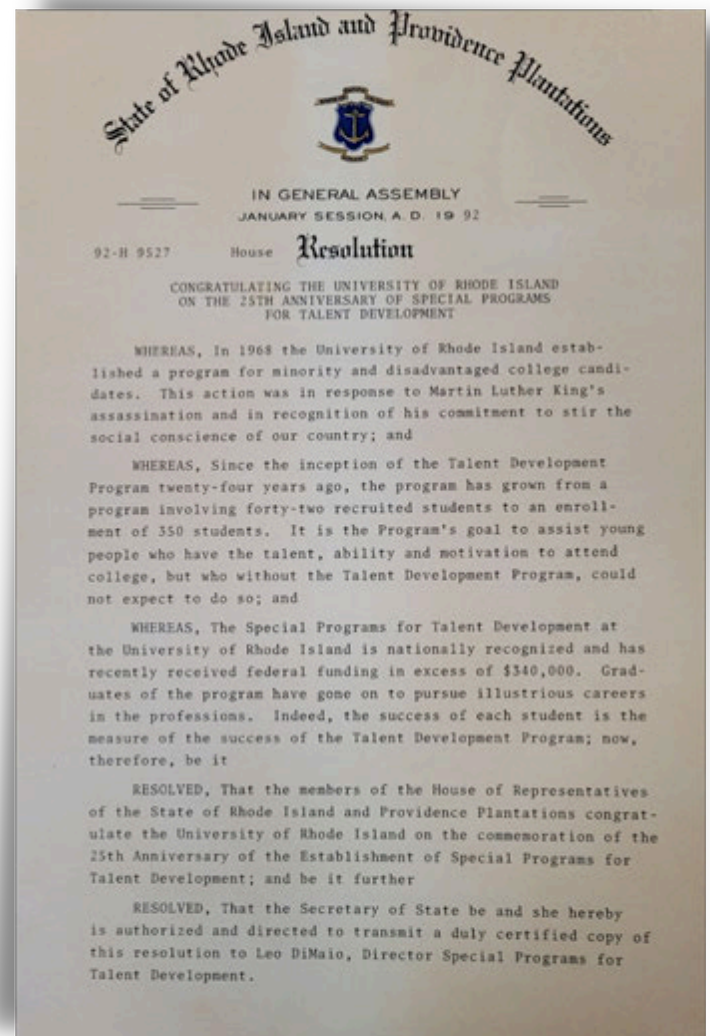 State of Rhode Island and Providence Plantations
IN GENERAL ASSEMBLY
JANUARY SESSION, A. D. 19 92
92-H 9527 House Resolution
CONGRATULATING THE UNIVERSITY OF RHODE ISLAND
ON THE 25TH ANNIVERSARY OF SPECIAL PROGRAMS
FOR TALENT DEVELOPMENT
WHEREAS, In 1968 the University of Rhode Island estab-
lished a program for minority and disadvantaged college candi-
dates. This action was in response to Martin Luther King's
assassination and in recognition of his commitment to stir the
social conscience of our country; and
WHEREAS, Since the inception of the Talent Development
Program twenty-four years ago, the program has grown from a
program involving forty-two recruited students to an enroll-
ment of 350 students. It is the Program's goal to assist young
people who have the talent, ability and motivation to attend
college, but who without the Talent Development Program, could
not expect to do so; and
WHEREAS, The Special Programs for Talent Development at
the University of Rhode Island is nationally recognized and has
recently received federal funding in excess of $340,000. Grad-
uates of the program have gone on to pursue illustrious careers
in the professions. Indeed, the success of each student is the
measure of the success of the Talent Development Program; now,
therefore, be it
RESOLVED, That the members of the House of Representatives
of the State of Rhode Island and Providence Plantations congrat-
ulate the University of Rhode Island on the commemoration of the
25th Anniversary of the Establishment of Special Programs for
Talent Development; and be it further
RESOLVED, That the Secretary of State be and she hereby
is authorized and directed to transmit a duly certified copy of
this resolution to Leo DiMaio, Director Special Programs for
Talent Development.